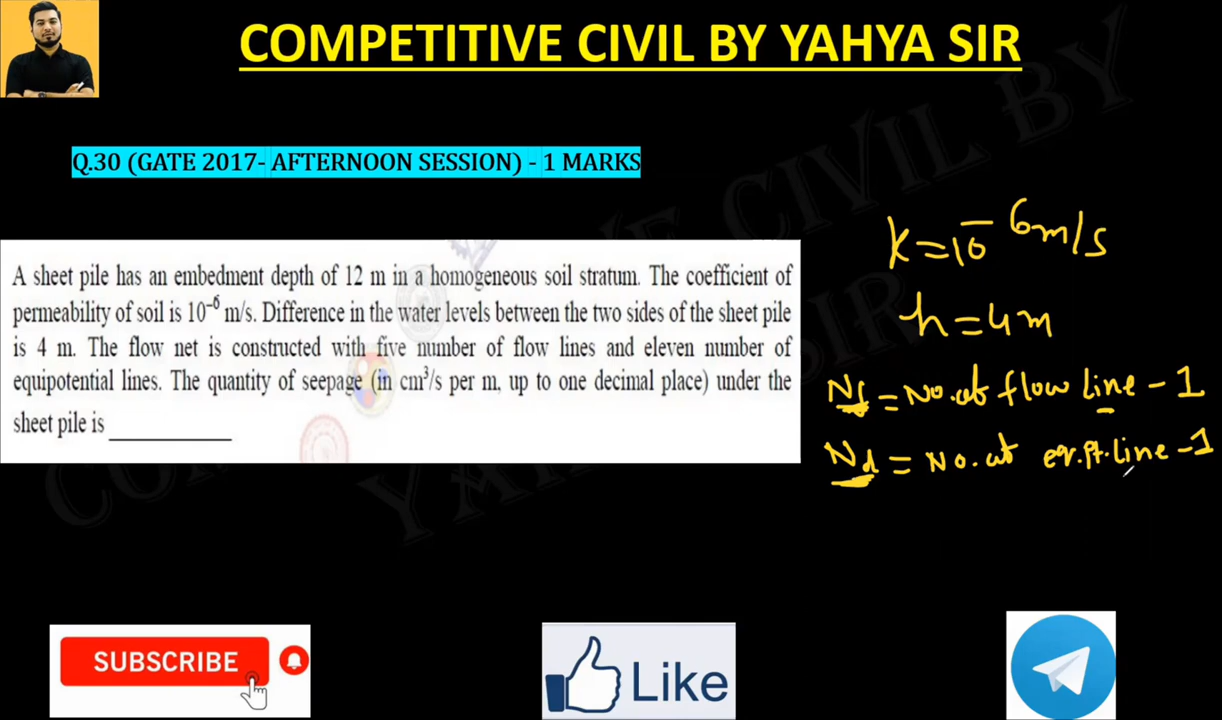 COMPETITIVE CIVIL BY YAHYA SIR
Q.30 (GATE 2017- AFTERNOON SESSION) - 1 MARKS
A sheet pile has an embedment depth of 12 m in a homogeneous soil stratum. The coefficient of
permeability of soil is 10⁻⁶ m/s. Difference in the water levels between the two sides of the sheet pile
is 4 m. The flow net is constructed with five number of flow lines and eleven number of
equipotential lines. The quantity of seepage (in cm³/s per m, up to one decimal place) under the
sheet pile is ____________
K = 10⁻⁶ m/s
h = 4m
Nf = No. of flow line - 1
Nd = No. of eq. pt. line - 1
SUBSCRIBE
Like